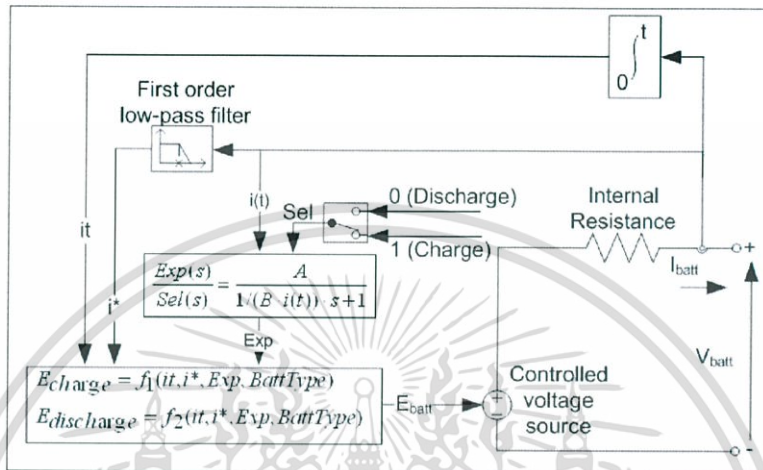 t
∫
0
First order
low-pass filter
0 (Discharge)
Internal
Resistance
Sel
i(t)
it
1 (Charge)
+
I_batt
Exp(s) / Sel(s) = A / (1/(B·i(t))·s+1)
i*
Exp
V_batt
E_charge = f_1(it,i*,Exp,BattType)
E_discharge = f_2(it,i*,Exp,BattType)
E_batt
+
−
Controlled
voltage
source
-